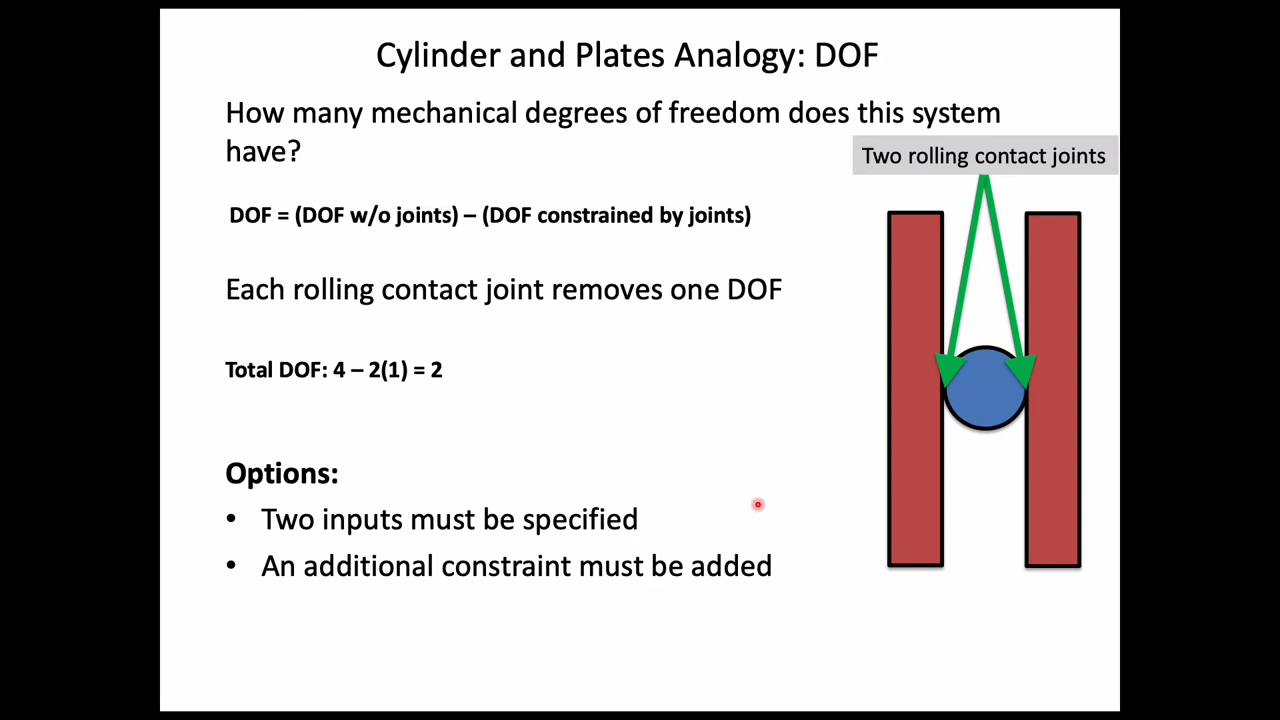 Cylinder and Plates Analogy: DOF
How many mechanical degrees of freedom does this system
have?
Two rolling contact joints
DOF = (DOF w/o joints) – (DOF constrained by joints)
Each rolling contact joint removes one DOF
Total DOF: 4 – 2(1) = 2
Options:
• Two inputs must be specified
• An additional constraint must be added